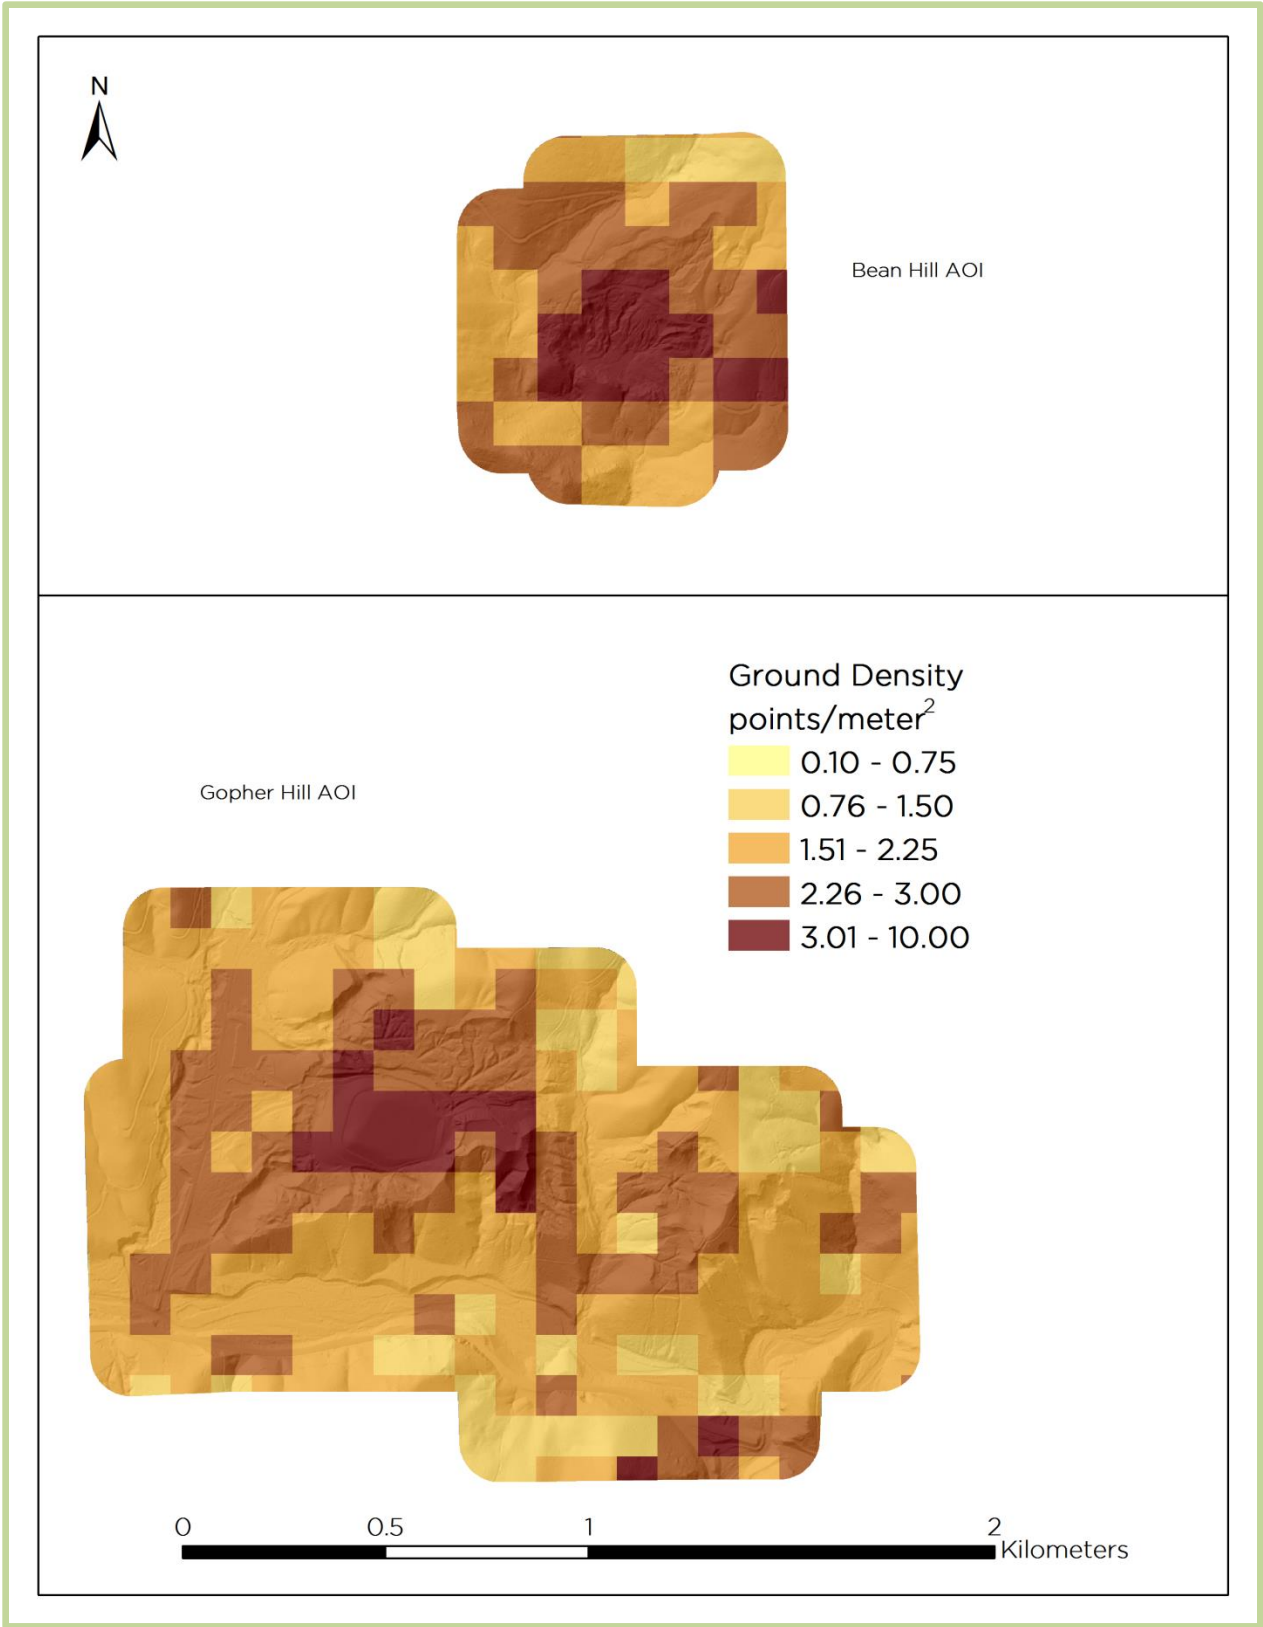 N
Bean Hill AOI
Ground Density
points/meter²
0.10 - 0.75
Gopher Hill AOI
0.76 - 1.50
1.51 - 2.25
2.26 - 3.00
3.01 - 10.00
0 0.5 1 2
Kilometers